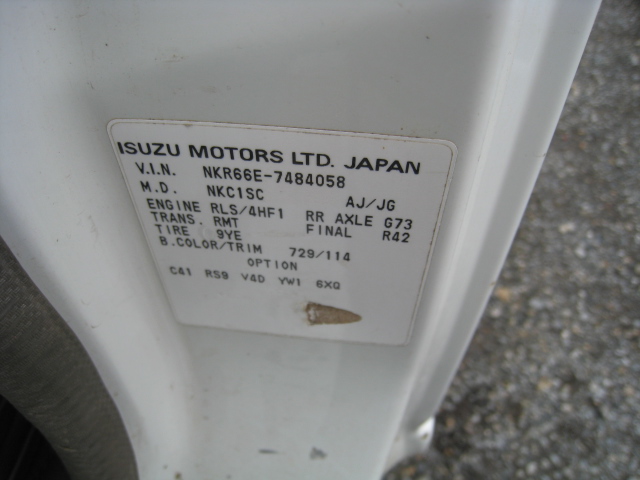 ISUZU MOTORS LTD. JAPAN
V.I.N. NKR66E-7484058
M.D. NKC1SC AJ/JG
ENGINE RLS/4HF1 RR AXLE G73
TRANS. RMT FINAL R42
TIRE 9YE
B.COLOR/TRIM 729/114
OPTION
C41 RS9 V4D YW1 6XQ